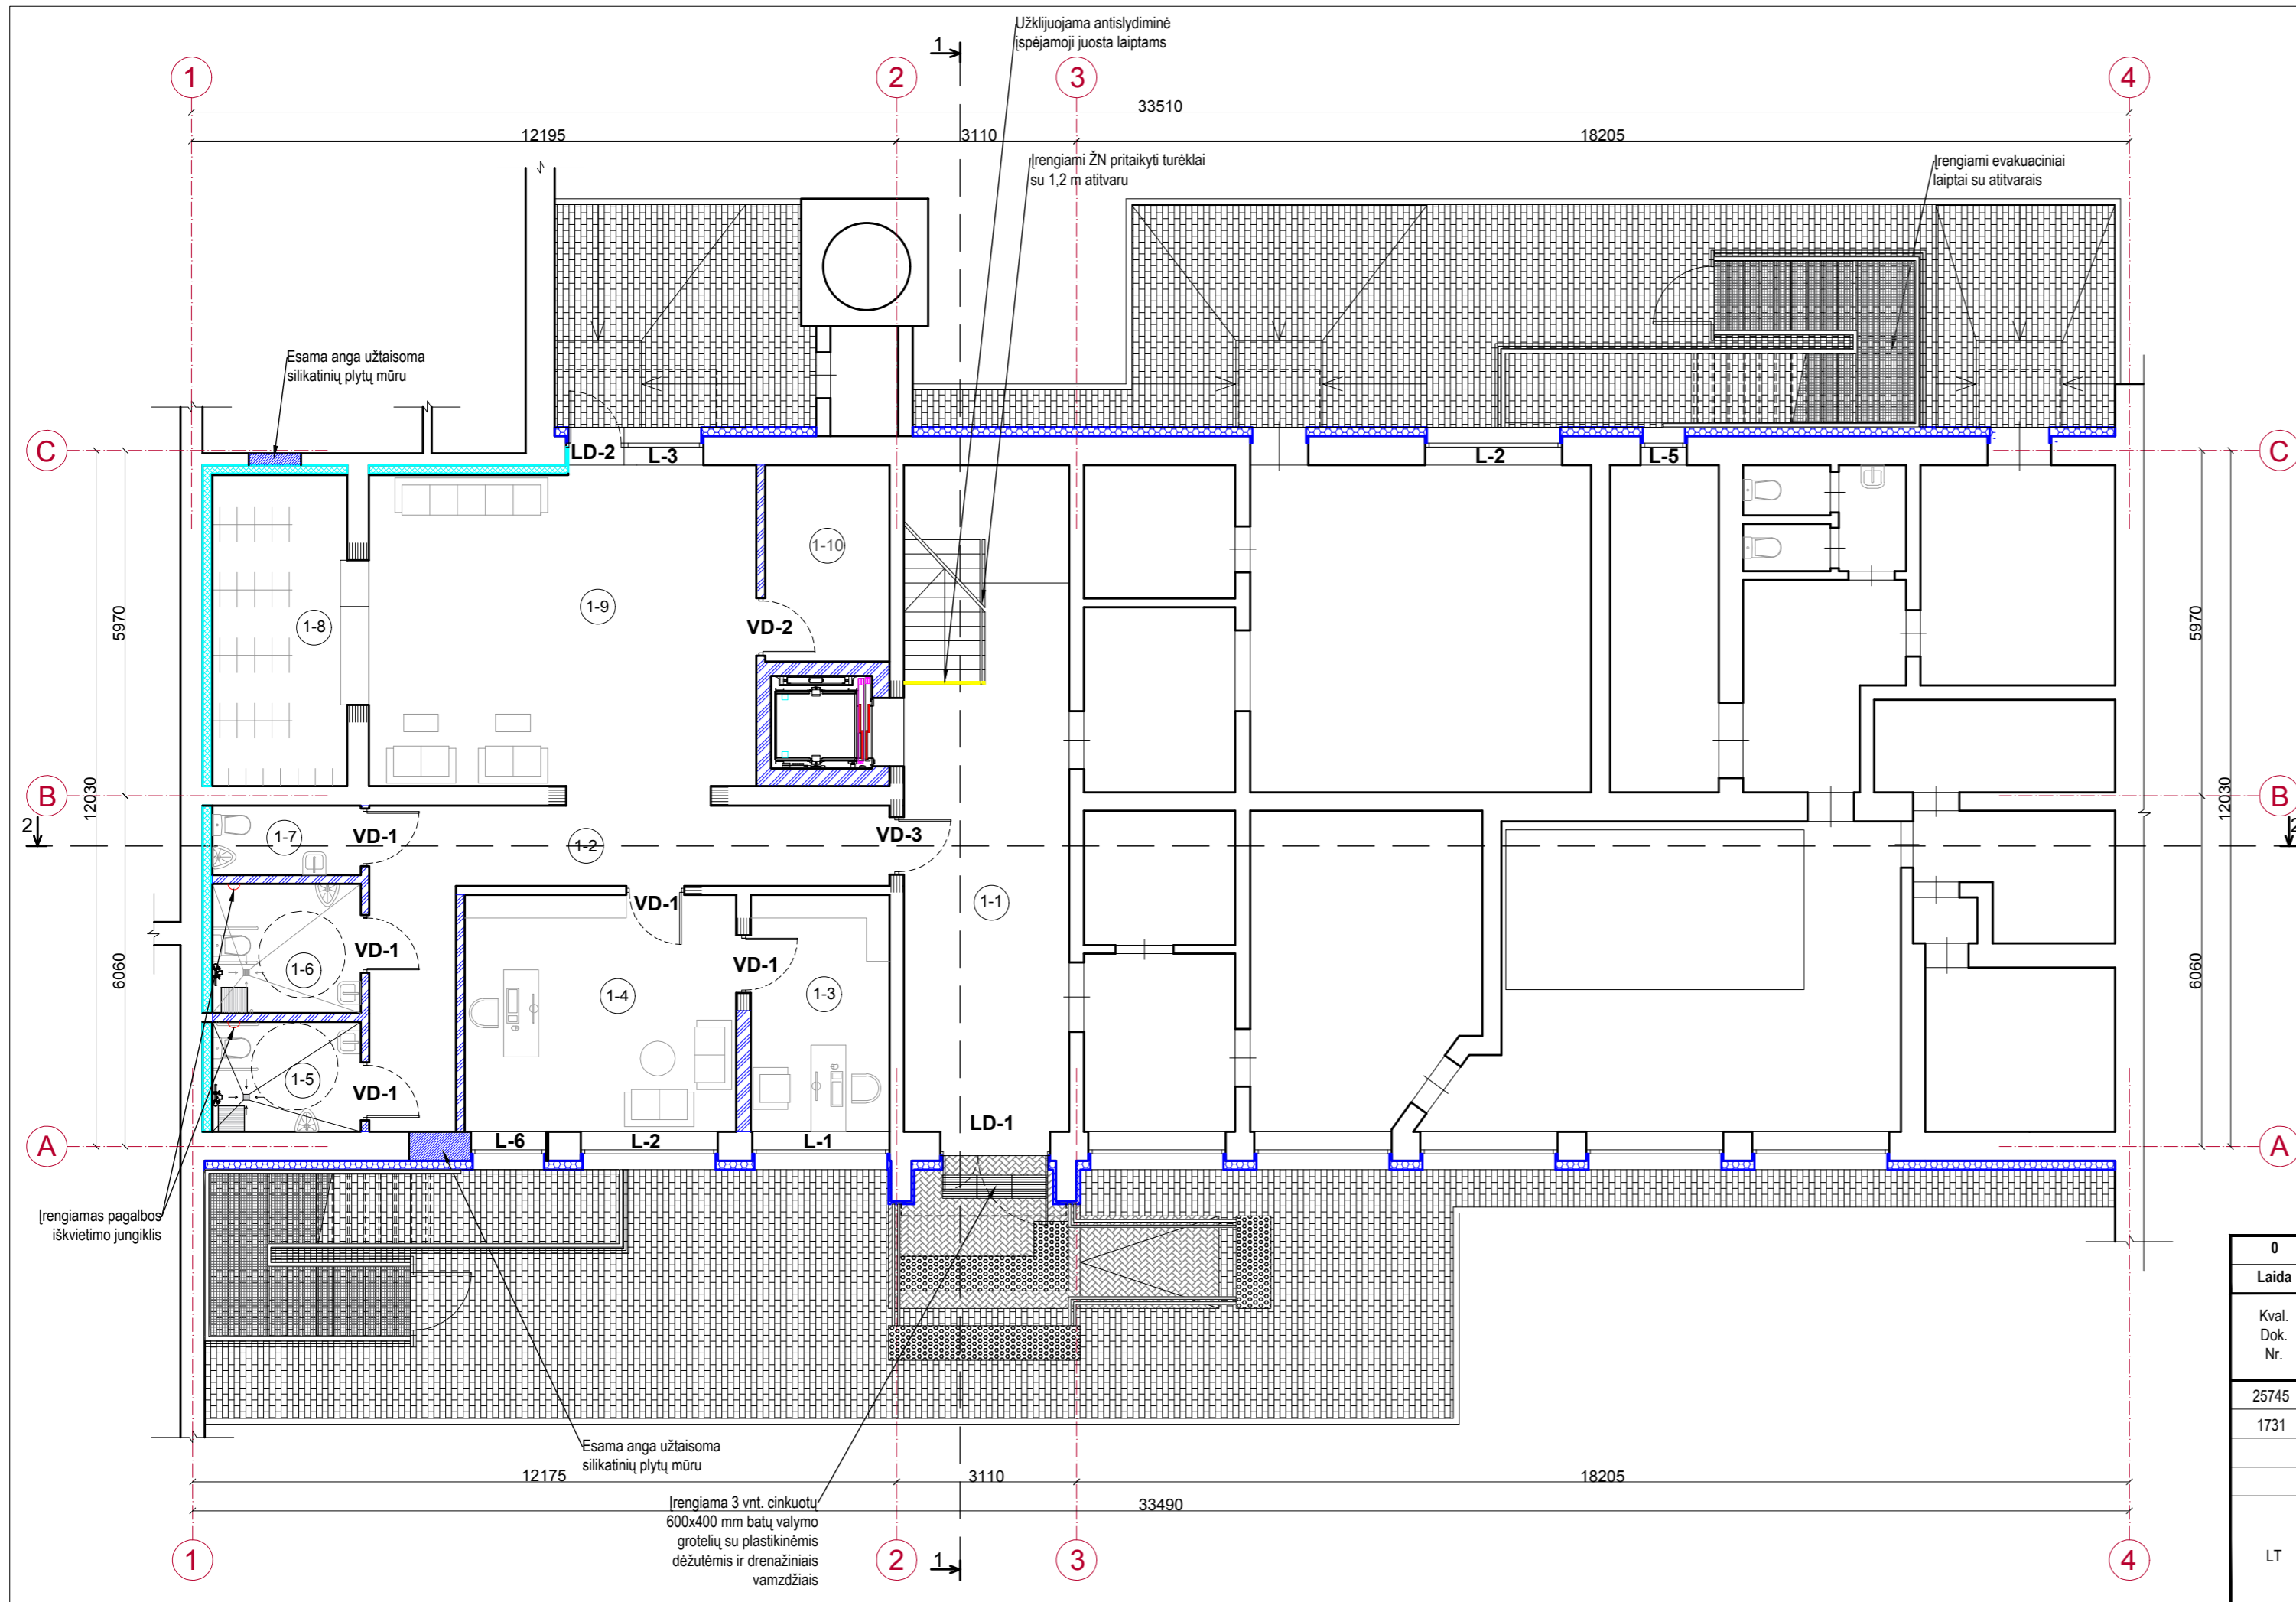 Užklijuojama antislydiminė
įspėjamoji juosta laiptams
1
1
2
3
4
33510
12195
3110
18205
Įrengiami ŽN pritaikyti turėklai
su 1,2 m atitvaru
Įrengiami evakuaciniai
laiptai su atitvarais
Esama anga užtaisoma
silikatinių plytų mūru
C
C
LD-2
L-3
L-2
L-5
1-10
1-9
1-8
VD-2
5970
5970
12030
12030
B
B
2
2
1-7
VD-1
1-2
VD-3
VD-1
1-1
VD-1
1-6
VD-1
1-4
1-3
6060
6060
1-5
VD-1
LD-1
A
A
L-6
L-2
L-1
Įrengiamas pagalbos
iškvietimo jungiklis
0
Laida
Kval.
Dok.
Nr.
25745
1731
LT
Esama anga užtaisoma
silikatinių plytų mūru
12175
3110
18205
33490
Įrengiama 3 vnt. cinkuotų
600x400 mm batų valymo
grotelių su plastikinėmis
dėžutėmis ir drenažiniais
vamzdžiais
1
1
2
3
4